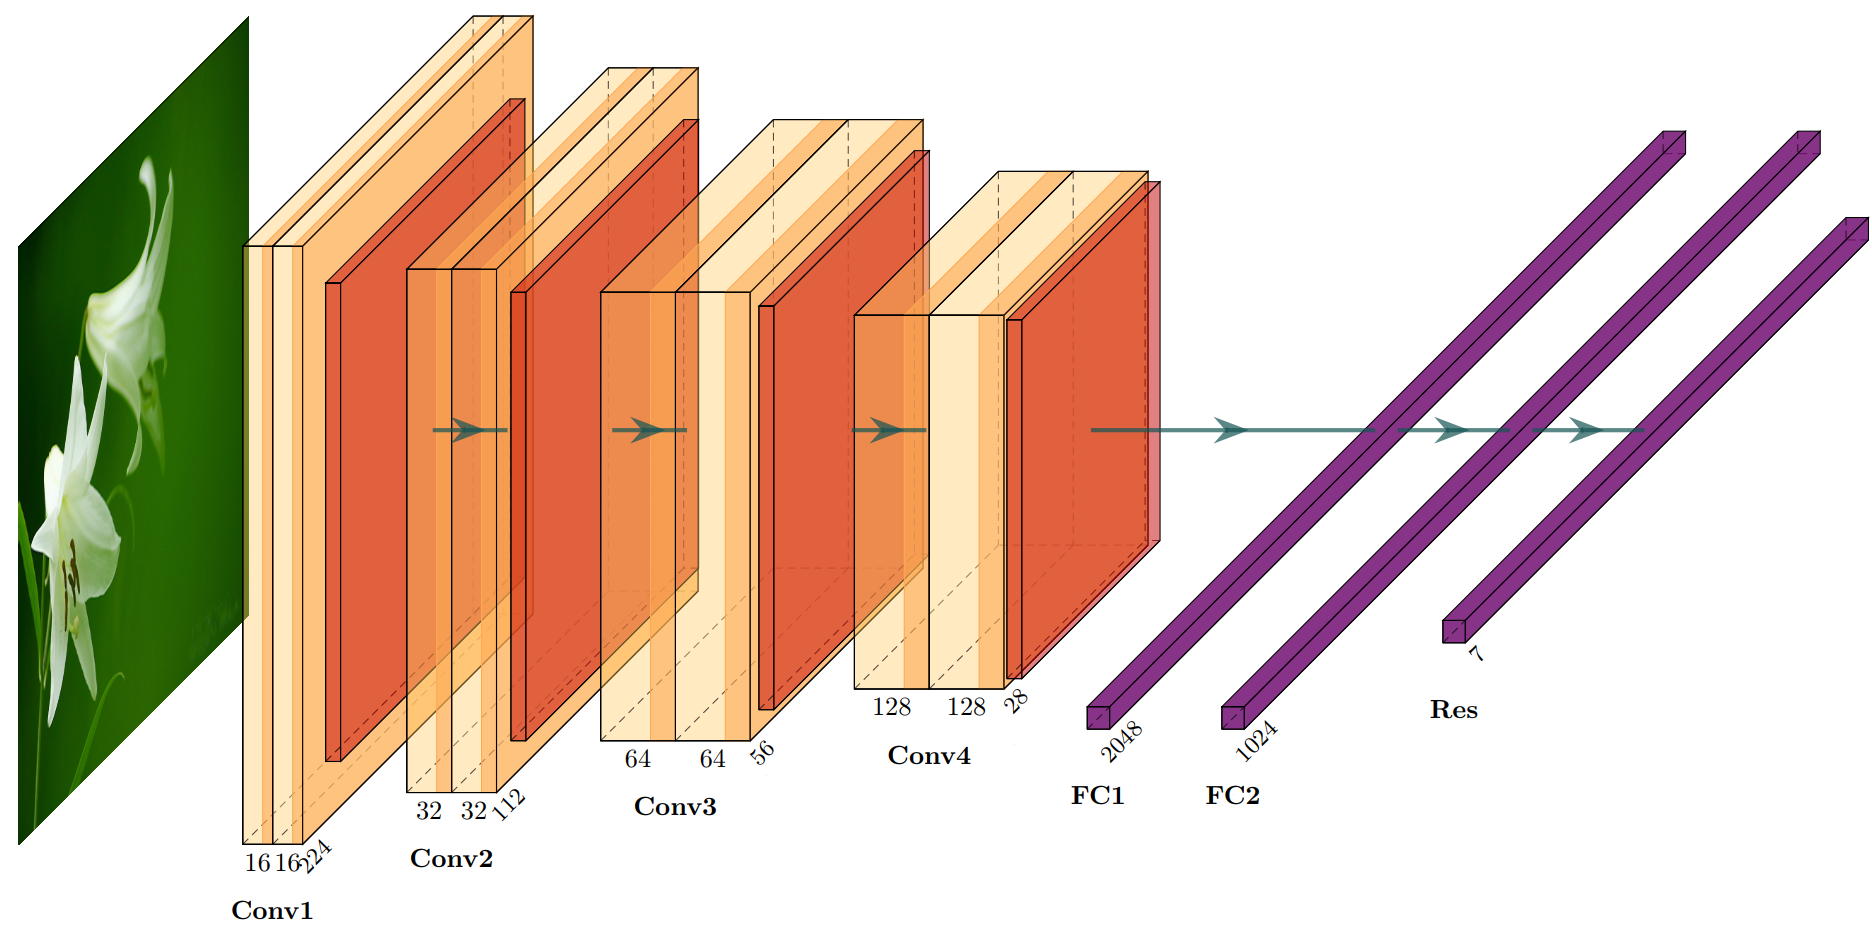 16 16 224
Conv1
32 32 112
Conv2
64 64 56
Conv3
128 128 28
Conv4
2048
FC1
1024
FC2
7
Res